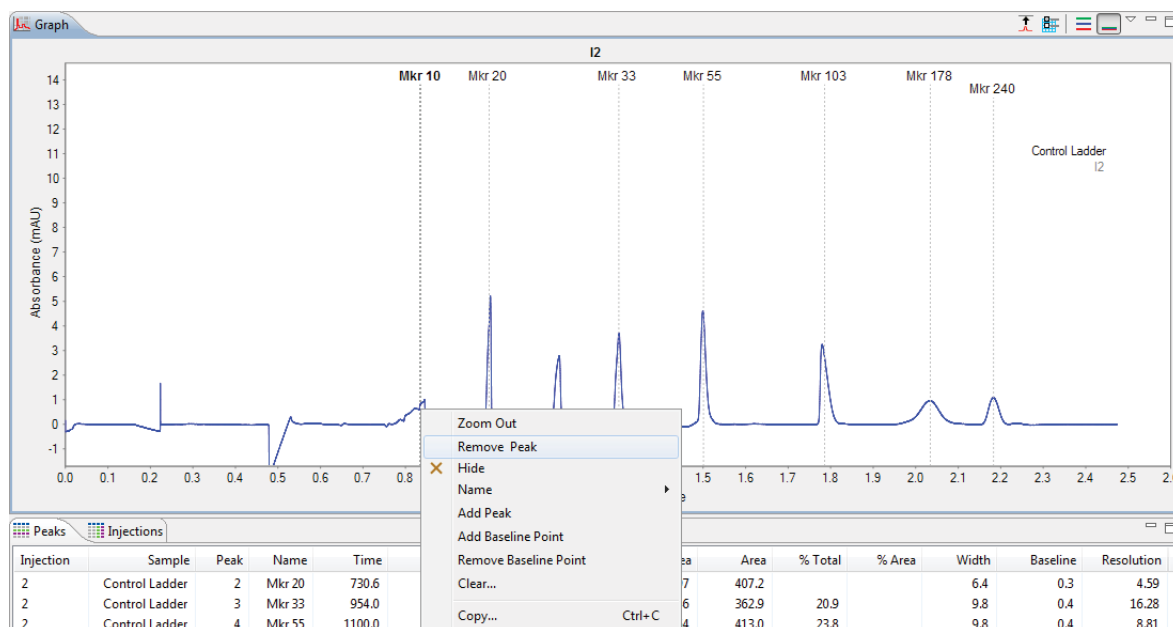 Graph
I2
Mkr 10 Mkr 20 Mkr 33 Mkr 55 Mkr 103 Mkr 178
Mkr 240
Control Ladder
I2
Absorbance (mAU)
14
13
12
11
10
9
8
7
6
5
4
3
2
1
0
-1
0.0 0.1 0.2 0.3 0.4 0.5 0.6 0.7 0.8 1.5 1.6 1.7 1.8 1.9 2.0 2.1 2.2 2.3 2.4 2.5
Zoom Out
Remove Peak
Hide
Name
Add Peak
Add Baseline Point
Remove Baseline Point
Clear...
Copy... Ctrl+C
Peaks Injections
Injection Sample Peak Name Time Area % Total % Area Width Baseline Resolution
2 Control Ladder 2 Mkr 20 730.6 407.2 6.4 0.3 4.59
2 Control Ladder 3 Mkr 33 954.0 362.9 20.9 9.8 0.4 16.28
2 Control Ladder 4 Mkr 55 1100.0 413.0 23.8 9.8 0.4 8.81